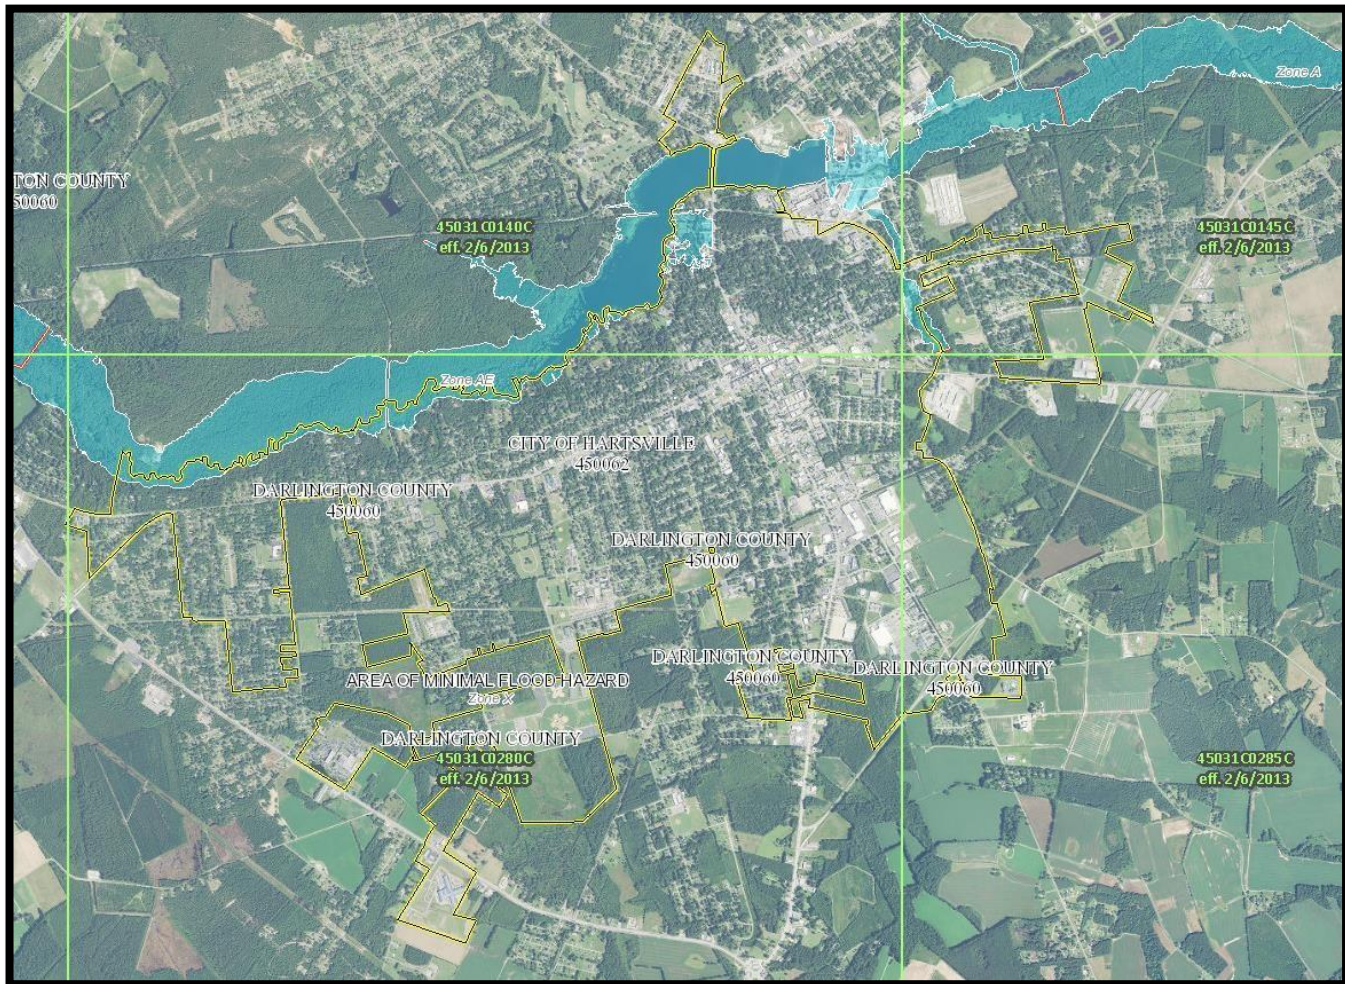 Zone A
TON COUNTY
50060
45031C0140C
eff. 2/6/2013
45031C0145C
eff. 2/6/2013
Zone AE
CITY OF HARTSVILLE
450062
DARLINGTON COUNTY
450060
DARLINGTON COUNTY
450060
DARLINGTON COUNTY
450060
DARLINGTON COUNTY
450060
AREA OF MINIMAL FLOOD HAZARD
Zone X
DARLINGTON COUNTY
45031C0280C
eff. 2/6/2013
45031C0285C
eff. 2/6/2013